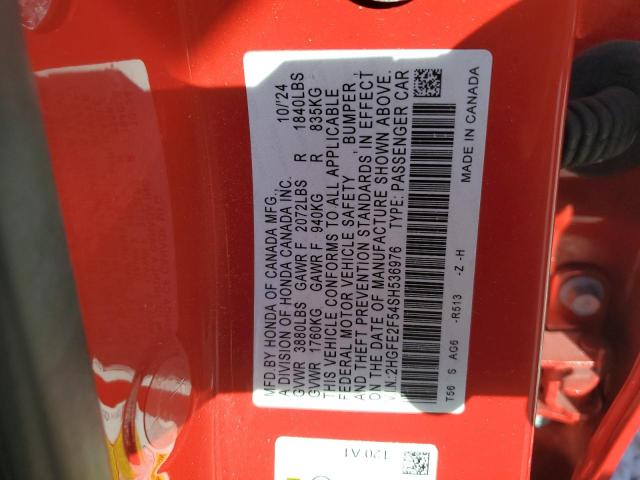 MFD.BY HONDA OF CANADA MFG., 10/'24
A DIVISION OF HONDA CANADA INC.
GVWR 3880LBS GAWR F 2072LBS R 1840LBS
GVWR 1760KG GAWR F 940KG R 835KG
THIS VEHICLE CONFORMS TO ALL APPLICABLE
FEDERAL MOTOR VEHICLE SAFETY , BUMPER ,
AND THEFT PREVENTION STANDARDS IN EFFECT
ON THE DATE OF MANUFACTURE SHOWN ABOVE.
V.I.N.:2HGFE2F54SH536976 TYPE: PASSENGER CAR
T56 S AG6 -R513 -Z -H MADE IN CANADA